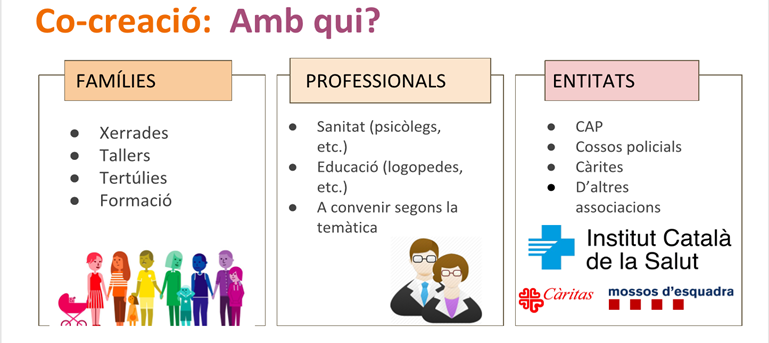 Co-creació: Amb qui?
FAMÍLIES
● Xerrades
● Tallers
● Tertúlies
● Formació
PROFESSIONALS
● Sanitat (psicòlegs,
etc.)
● Educació (logopedes,
etc.)
● A convenir segons la
temàtica
ENTITATS
● CAP
● Cossos policials
● Càrites
● D'altres
associacions
Institut Català
de la Salut
Càritas
mossos d'esquadra